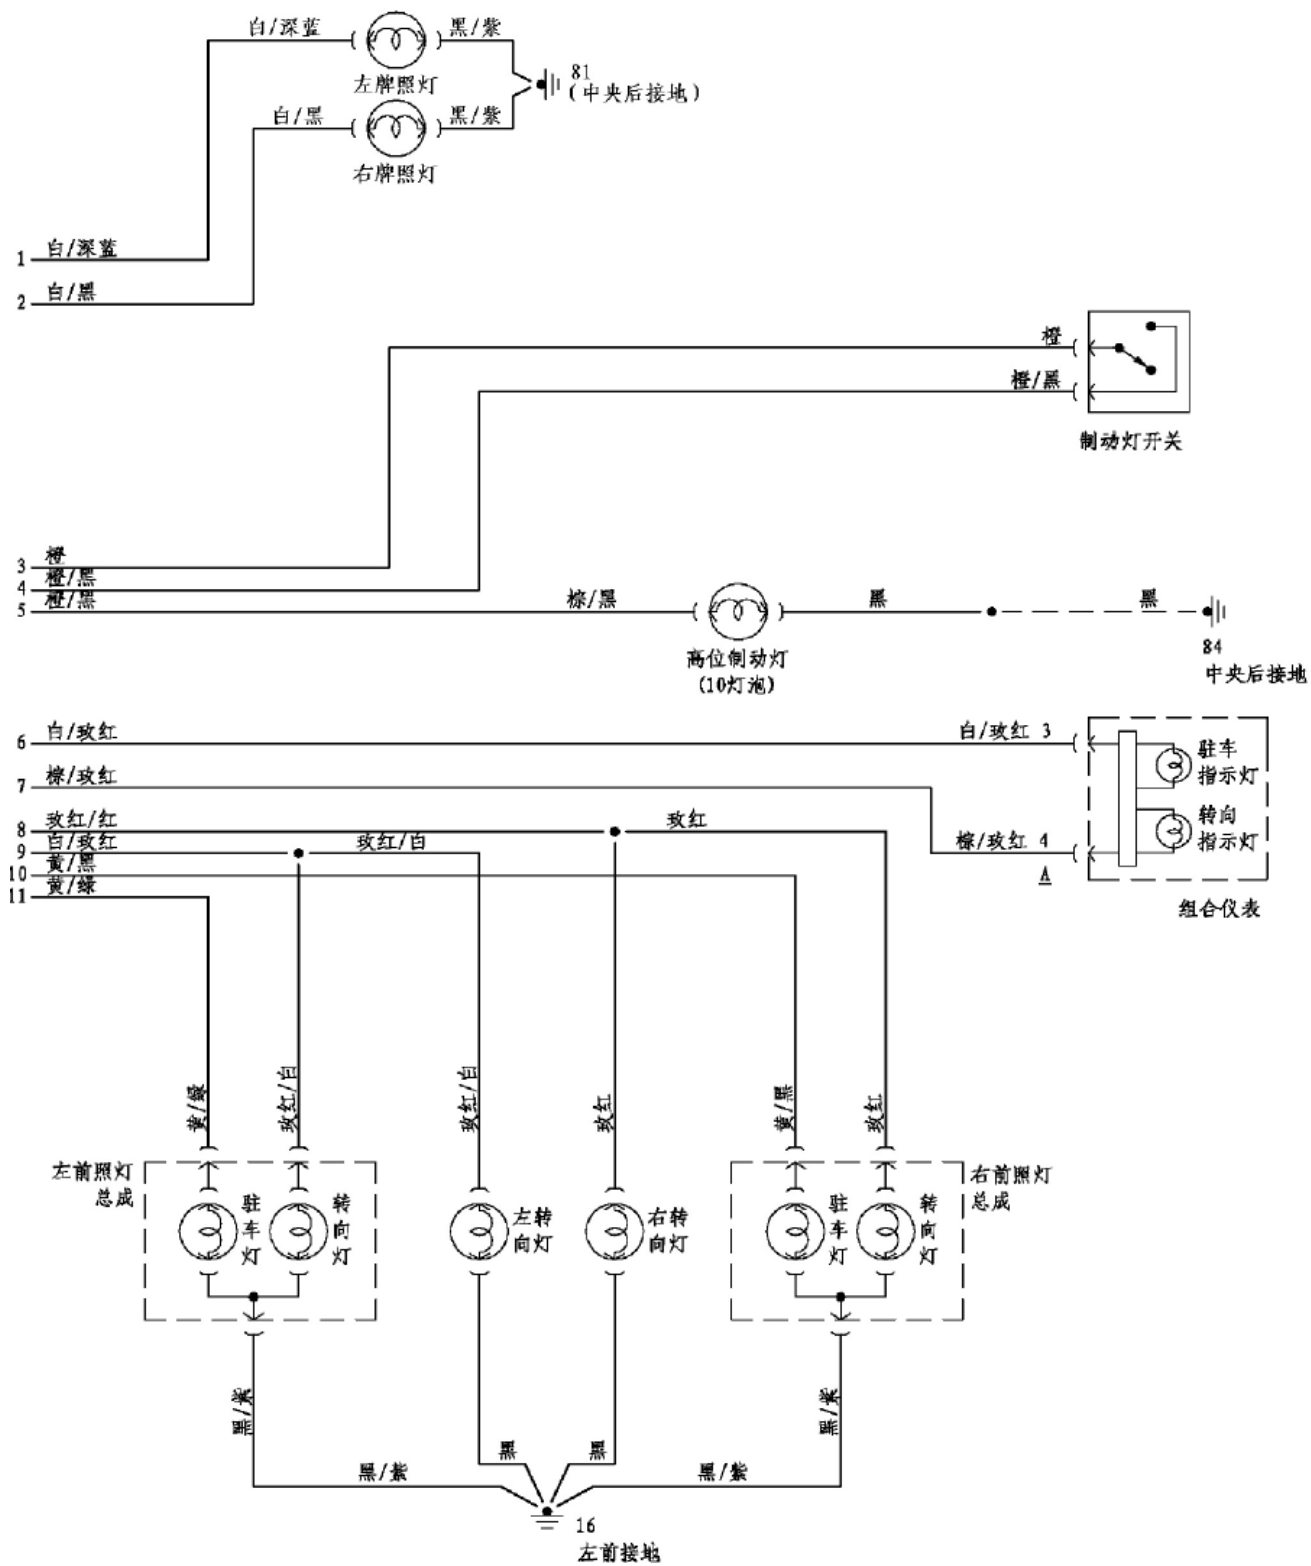 白/深蓝
黑/紫
左牌照灯
81
(中央后接地)
白/黑
黑/紫
右牌照灯
1 白/深蓝
2 白/黑
橙
橙/黑
制动灯开关
3 橙
4 橙/黑
5 橙/黑
棕/黑
黑
黑
高位制动灯
(10灯泡)
84
中央后接地
6 白/玫红
白/玫红 3
驻车
指示灯
7 棕/玫红
转向
指示灯
8 玫红/红
玫红
9 白/玫红
玫红/白
棕/玫红 4
A
10 黄/黑
11 黄/绿
组合仪表
黄/绿
玫红/白
玫红/白
玫红
黄/黑
玫红
左前照灯
总成
驻车灯
转向灯
左转
向灯
右转
向灯
驻车灯
转向灯
右前照灯
总成
黑/紫
黑/紫
黑
黑
黑/紫
黑/紫
16
左前接地